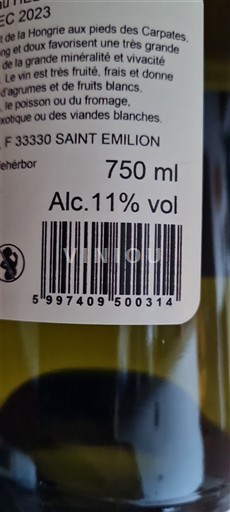 EC 2023
de la Hongrie aux pieds des Carpates,
et doux favorisent une très grande
de la grande minéralité et vivacité
Le vin est très fruité, frais et donne
d'agrumes et de fruits blancs.
le poisson ou du fromage,
exotique ou des viandes blanches.
F 33330 SAINT EMILION
fehérbor
750 ml
Alc.11% vol
VINIOU
5 997409 500314